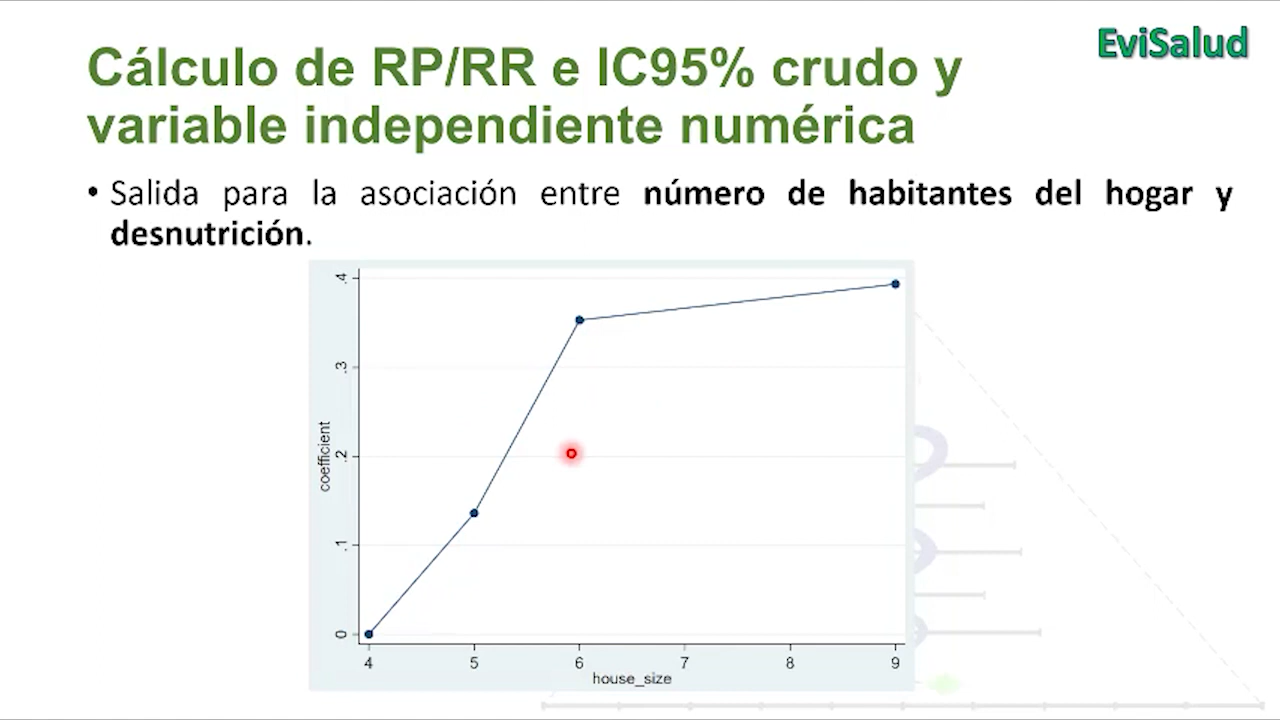 EviSalud
Cálculo de RP/RR e IC95% crudo y
variable independiente numérica
• Salida para la asociación entre número de habitantes del hogar y
desnutrición.
.4
.3
.2
.1
0
coefficient
4 5 6 7 8 9
house_size